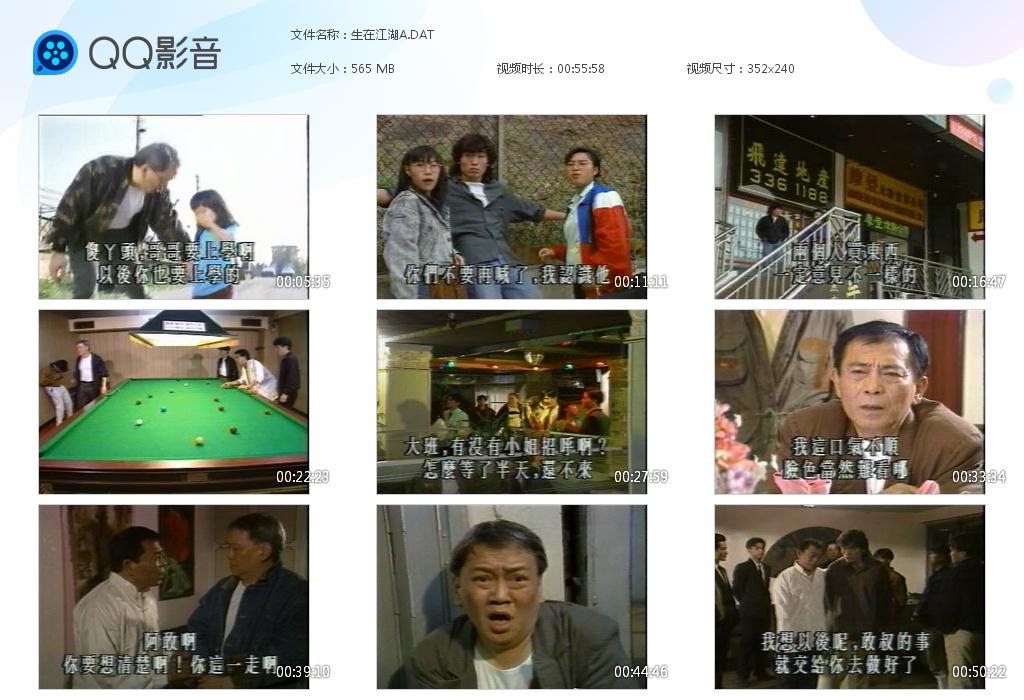 QQ影音
文件名称：生在江湖A.DAT
文件大小：565 MB
视频时长：00:55:58
视频尺寸：352x240
傻丫頭,哥哥要上學啊
以後你也要上學的
00:05:35
你們不要再喊了,我認識他
00:11:11
飛達地產
336 1188
兩個人買東西
一定意見不一樣的
00:16:47
00:22:23
大班,有沒有小姐招呼啊?
怎麼等了半天,還不來
00:27:59
我這口氣不順
臉色當然難看囉
00:33:34
阿敢啊
你要想清楚啊!你這一走啊
00:39:10
00:44:46
我想以後呢,敢叔的事
就交給你去做好了
00:50:22